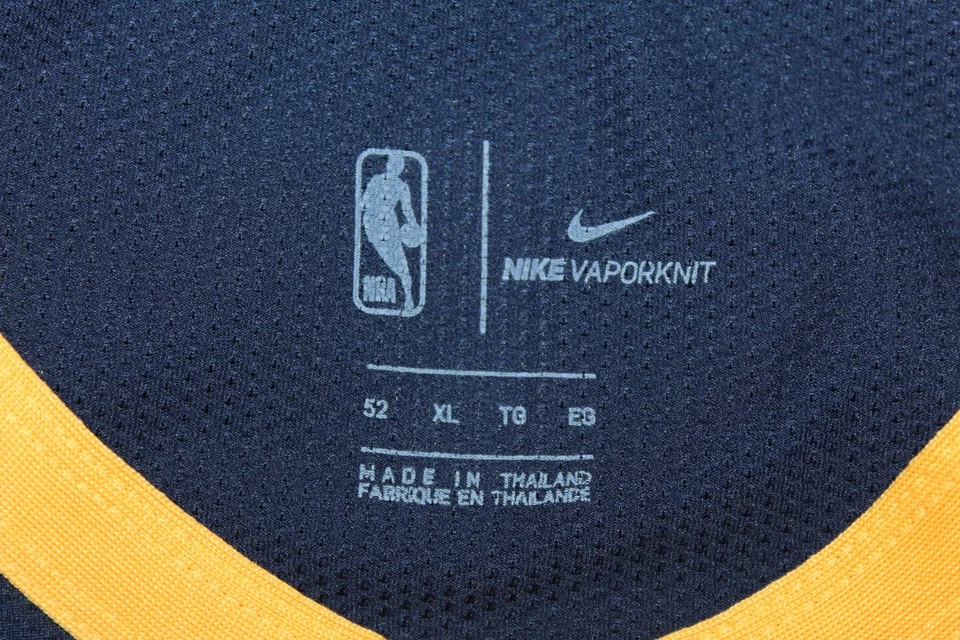 NBA
NIKE VAPORKNIT
52 XL TG EG
MADE IN THAILAND
FABRIQUE EN THAILANDE